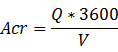 Acr = Q * 3600 / V